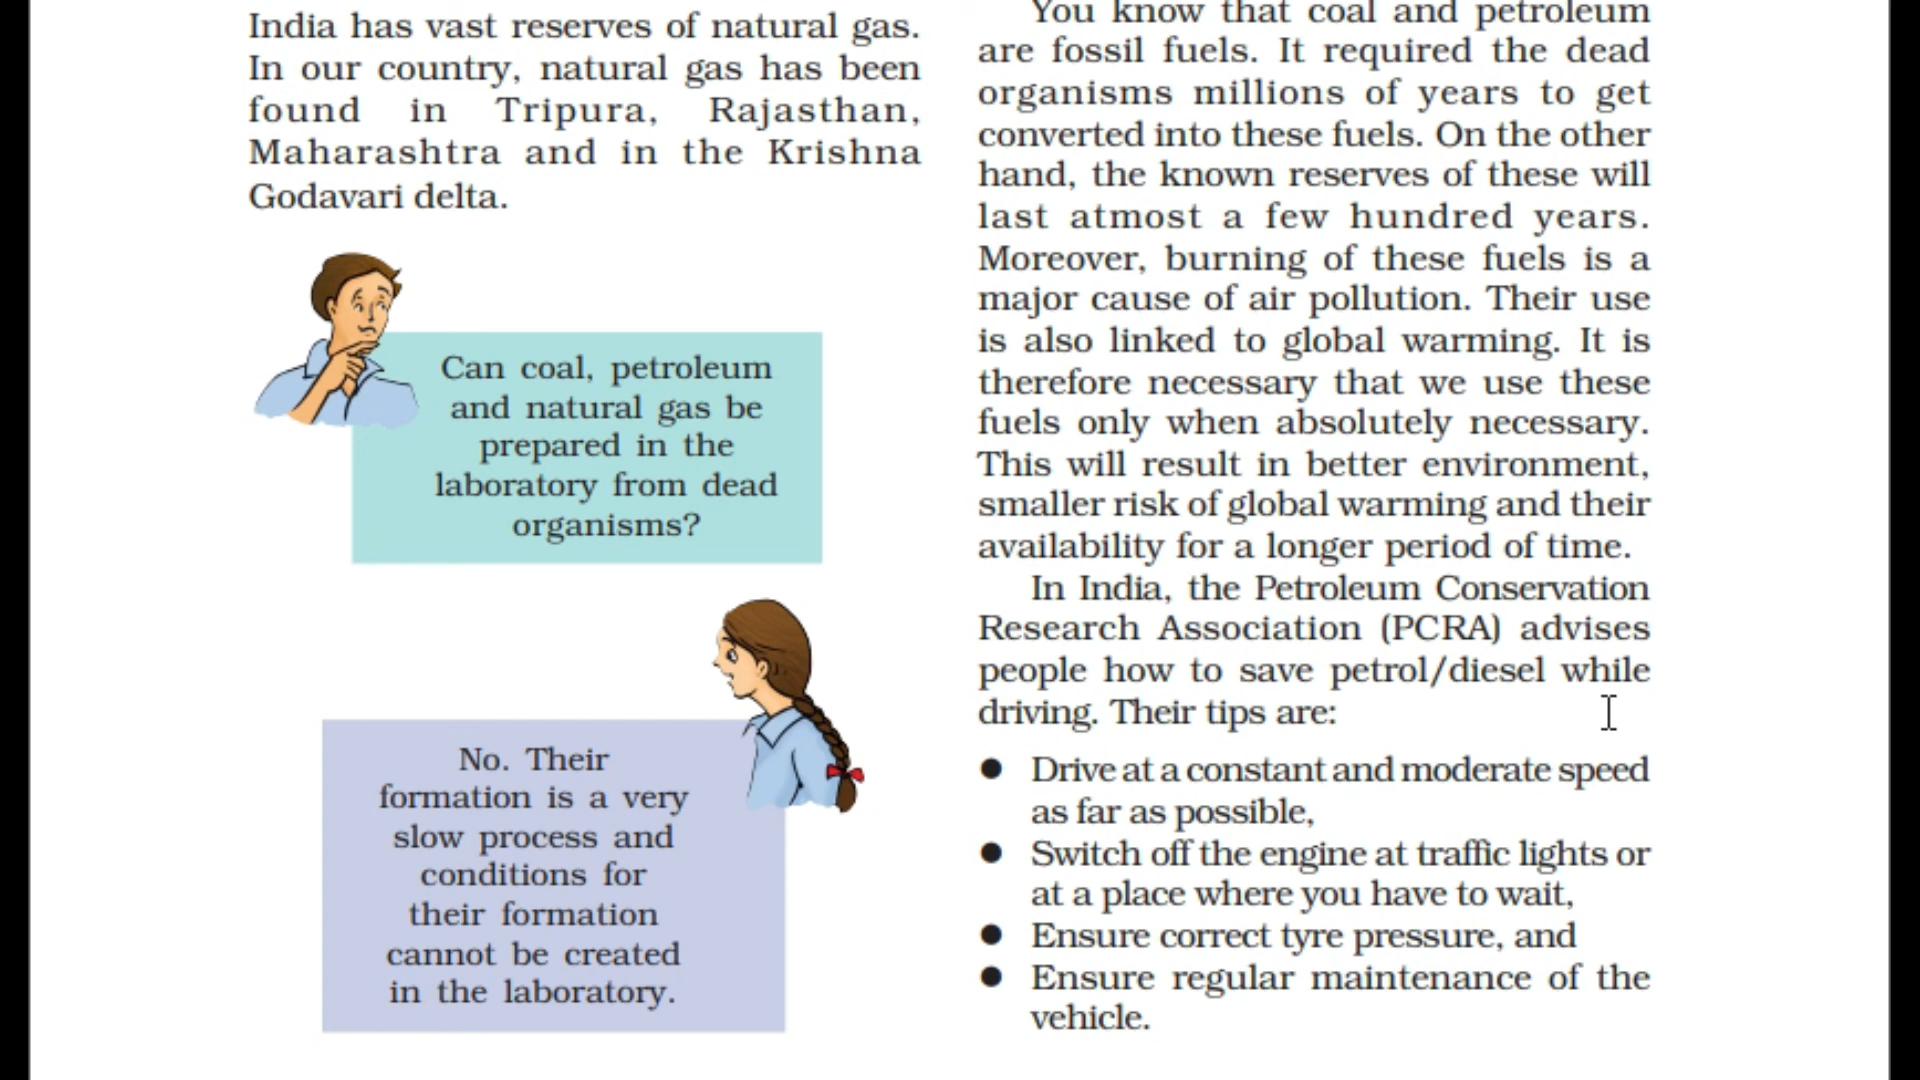 India has vast reserves of natural gas.
In our country, natural gas has been
found in Tripura, Rajasthan,
Maharashtra and in the Krishna
Godavari delta.
Can coal, petroleum
and natural gas be
prepared in the
laboratory from dead
organisms?
No. Their
formation is a very
slow process and
conditions for
their formation
cannot be created
in the laboratory.
You know that coal and petroleum
are fossil fuels. It required the dead
organisms millions of years to get
converted into these fuels. On the other
hand, the known reserves of these will
last atmost a few hundred years.
Moreover, burning of these fuels is a
major cause of air pollution. Their use
is also linked to global warming. It is
therefore necessary that we use these
fuels only when absolutely necessary.
This will result in better environment,
smaller risk of global warming and their
availability for a longer period of time.
In India, the Petroleum Conservation
Research Association (PCRA) advises
people how to save petrol/diesel while
driving. Their tips are:
● Drive at a constant and moderate speed
as far as possible,
● Switch off the engine at traffic lights or
at a place where you have to wait,
● Ensure correct tyre pressure, and
● Ensure regular maintenance of the
vehicle.